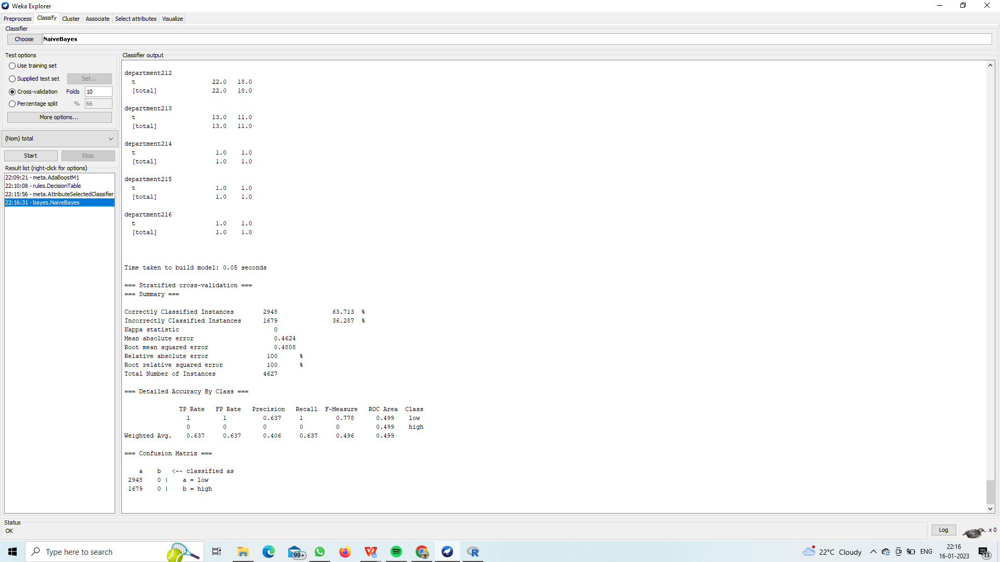 Weka Explorer
Preprocess Classify Cluster Associate Select attributes Visualize
Classifier
Choose NaiveBayes
Test options
Use training set
Supplied test set Set...
Cross-validation Folds 10
Percentage split % 66
More options...
(Nom) total
Start Stop
Result list (right-click for options)
22:09:21 - meta.AdaBoostM1
22:10:08 - rules.DecisionTable
22:15:56 - meta.AttributeSelectedClassifier
22:16:31 - bayes.NaiveBayes
Classifier output
department212
t 22.0 18.0
[total] 22.0 18.0
department213
t 13.0 11.0
[total] 13.0 11.0
department214
t 1.0 1.0
[total] 1.0 1.0
department215
t 1.0 1.0
[total] 1.0 1.0
department216
t 1.0 1.0
[total] 1.0 1.0
Time taken to build model: 0.05 seconds
=== Stratified cross-validation ===
=== Summary ===
Correctly Classified Instances 2948 63.713 %
Incorrectly Classified Instances 1679 36.287 %
Kappa statistic 0
Mean absolute error 0.4624
Root mean squared error 0.4808
Relative absolute error 100 %
Root relative squared error 100 %
Total Number of Instances 4627
=== Detailed Accuracy By Class ===
TP Rate FP Rate Precision Recall F-Measure ROC Area Class
1 1 0.637 1 0.778 0.499 low
0 0 0 0 0 0.499 high
Weighted Avg. 0.637 0.637 0.406 0.637 0.496 0.499
=== Confusion Matrix ===
a b <-- classified as
2948 0 | a = low
1679 0 | b = high
Status
OK
Log x 0
Type here to search
99+
22°C Cloudy
ENG
22:16
16-01-2023
13